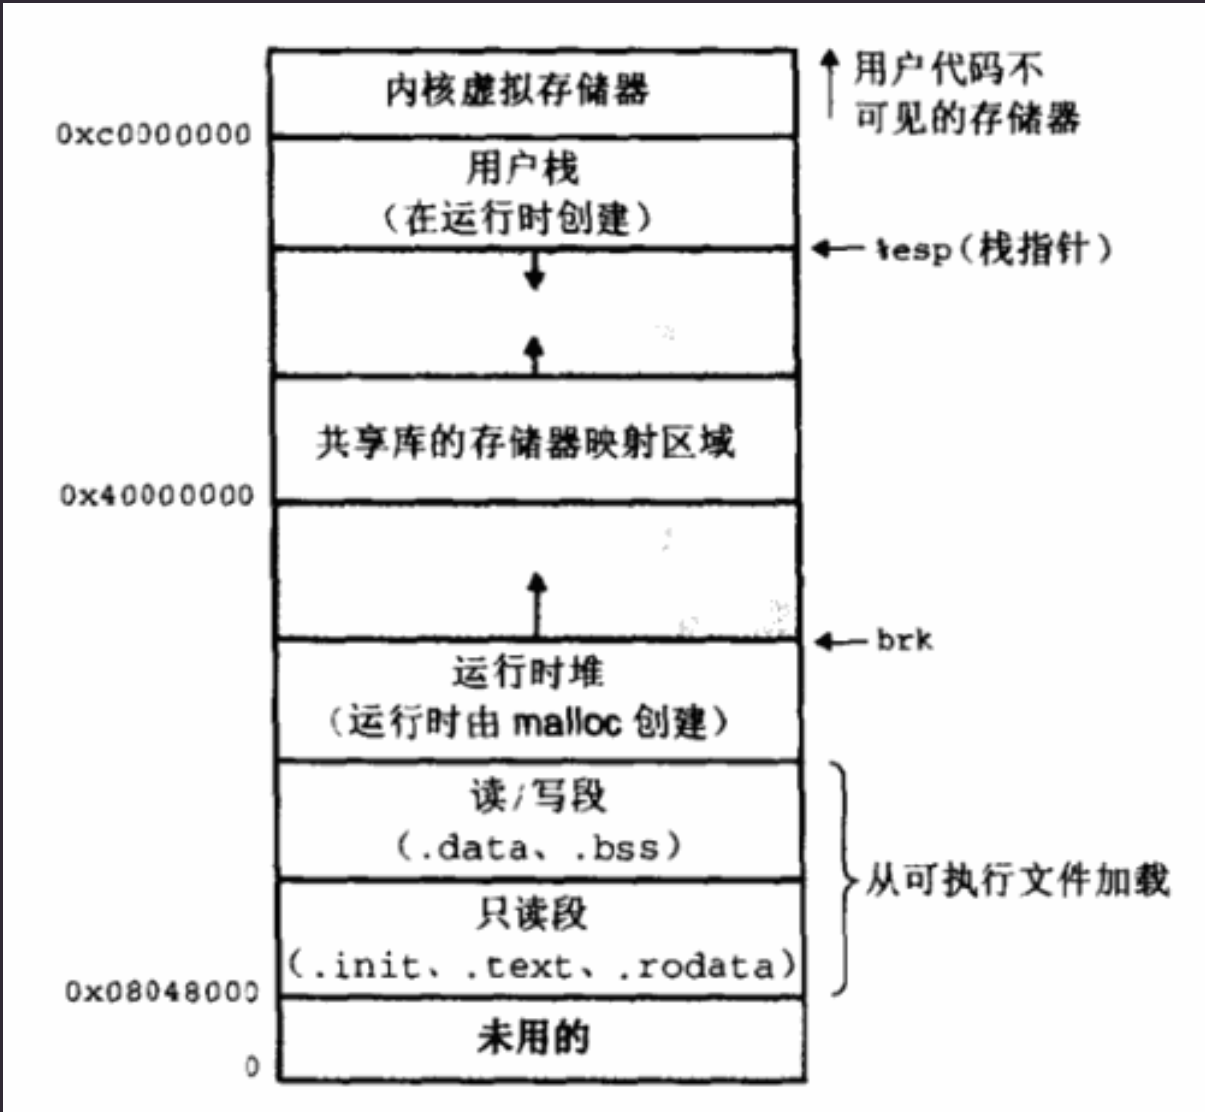 内核虚拟存储器
用户代码不
可见的存储器
0xc0000000
用户栈
（在运行时创建）
%esp（栈指针）
共享库的存储器映射区域
0x40000000
brk
运行时堆
（运行时由 malloc 创建）
读/写段
（.data、.bss）
从可执行文件加载
只读段
（.init、.text、.rodata）
0x08048000
未用的
0